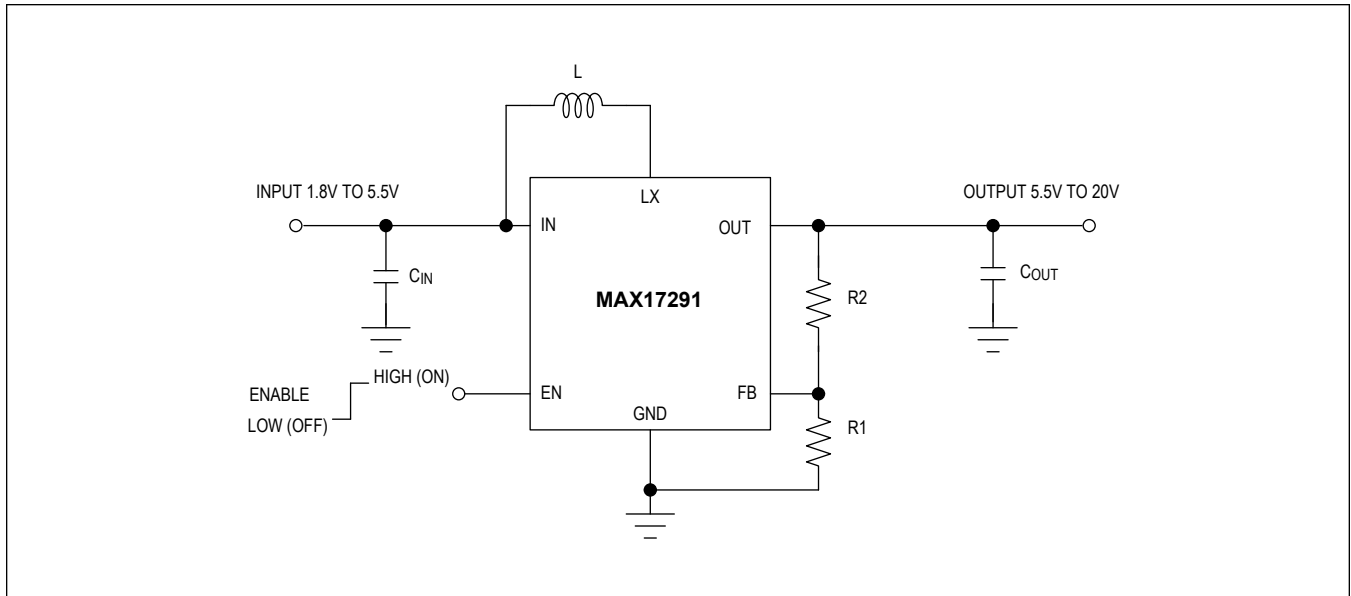 L
INPUT 1.8V TO 5.5V
LX
OUTPUT 5.5V TO 20V
IN
OUT
CIN
MAX17291
R2
COUT
ENABLE
HIGH (ON)
LOW (OFF)
EN
FB
GND
R1